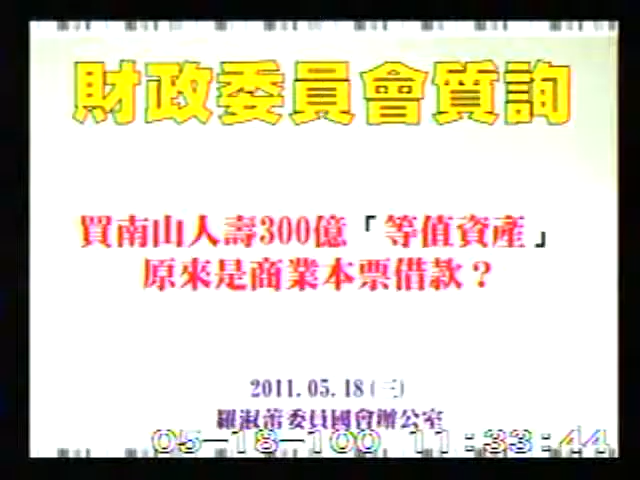 財政委員會質詢
買南山人壽300億「等值資產」
原來是商業本票借款？
2011.05.18(三)
羅淑蕾委員國會辦公室
05-18-100 11:33:44